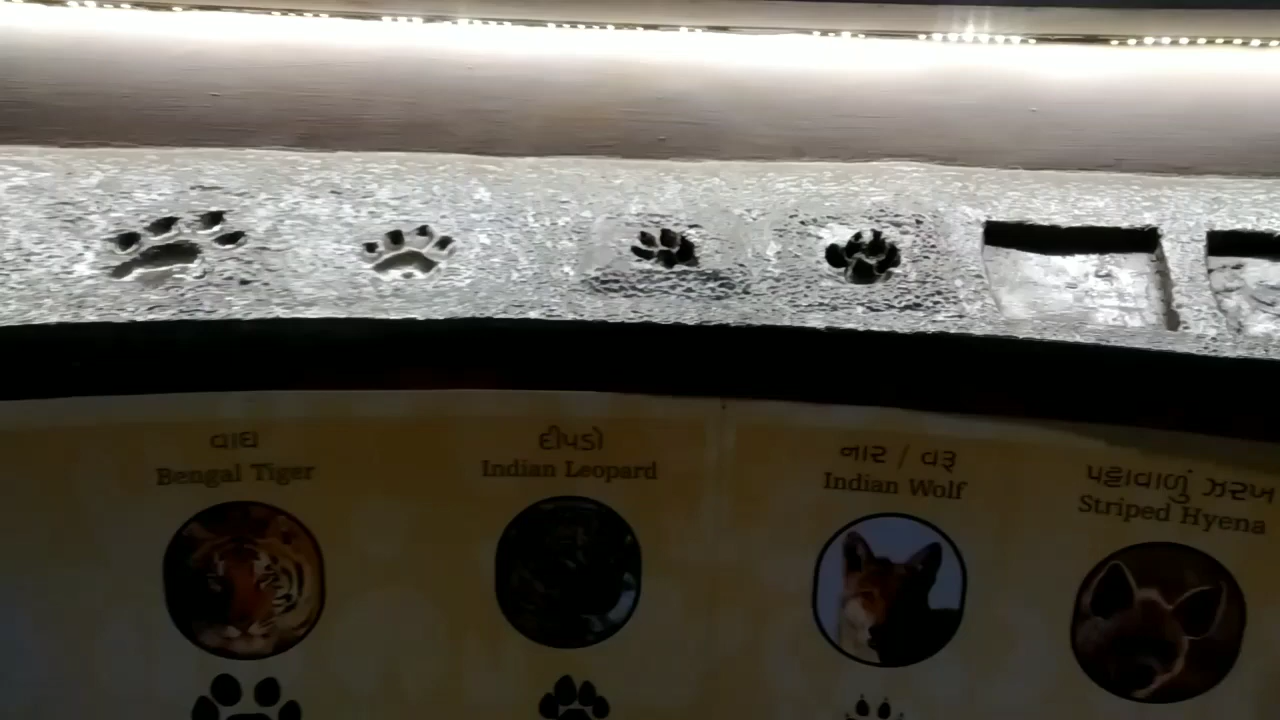 વાઘ
Bengal Tiger
દીપડો
Indian Leopard
નાર / વરૂ
Indian Wolf
પટ્ટાવાળું ઝરખ
Striped Hyena